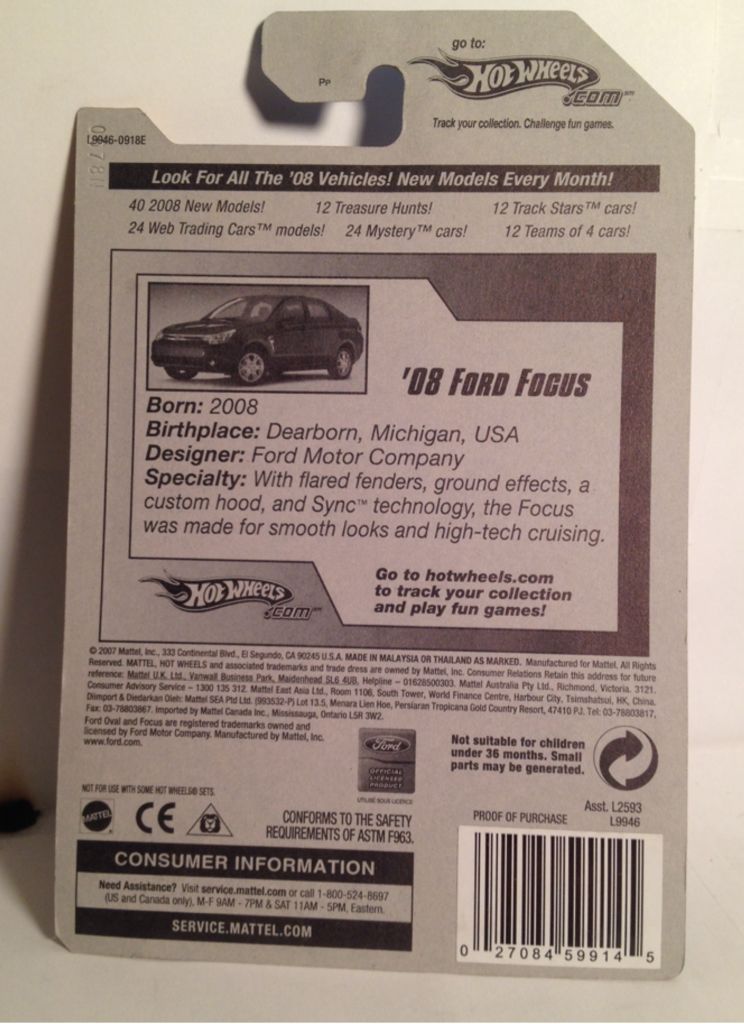 go to:
HOT WHEELS
.COM™
Track your collection. Challenge fun games.
L9946-0918E
Look For All The '08 Vehicles! New Models Every Month!
40 2008 New Models! 12 Treasure Hunts! 12 Track Stars™ cars!
24 Web Trading Cars™ models! 24 Mystery™ cars! 12 Teams of 4 cars!
'08 FORD FOCUS
Born: 2008
Birthplace: Dearborn, Michigan, USA
Designer: Ford Motor Company
Specialty: With flared fenders, ground effects, a
custom hood, and Sync™ technology, the Focus
was made for smooth looks and high-tech cruising.
HOT WHEELS
.COM™
Go to hotwheels.com
to track your collection
and play fun games!
© 2007 Mattel, Inc., 333 Continental Blvd., El Segundo, CA 90245 U.S.A. MADE IN MALAYSIA OR THAILAND AS MARKED. Manufactured for Mattel. All Rights
Reserved. MATTEL, HOT WHEELS and associated trademarks and trade dress are owned by Mattel, Inc. Consumer Relations Retain this address for future
reference: Mattel U.K. Ltd., Vanwall Business Park, Maidenhead SL6 4UB, Helpline – 01628500303. Mattel Australia Pty Ltd., Richmond, Victoria. 3121.
Consumer Advisory Service – 1300 135 312. Mattel East Asia Ltd., Room 1106, South Tower, World Finance Centre, Harbour City, Tsimshatsui, HK, China.
Diimport & Diedarkan Oleh: Mattel SEA Ptd Ltd. (993532-P) Lot 13.5, Menara Lien Hoe, Persiaran Tropicana Gold Country Resort, 47410 PJ. Tel: 03-78803817,
Fax: 03-78803867. Imported by Mattel Canada Inc., Mississauga, Ontario L5R 3W2.
Ford Oval and Focus are registered trademarks owned and
licensed by Ford Motor Company. Manufactured by Mattel, Inc.
www.ford.com.
Ford
OFFICIAL
LICENSED
PRODUCT
UTILISÉ SOUS LICENCE
Not suitable for children
under 36 months. Small
parts may be generated.
NOT FOR USE WITH SOME HOT WHEELS® SETS.
MATTEL
CE
CONFORMS TO THE SAFETY
REQUIREMENTS OF ASTM F963.
Asst. L2593
PROOF OF PURCHASE L9946
CONSUMER INFORMATION
Need Assistance? Visit service.mattel.com or call 1-800-524-8697
(US and Canada only), M-F 9AM - 7PM & SAT 11AM - 5PM, Eastern.
SERVICE.MATTEL.COM
0 27084 59914 5